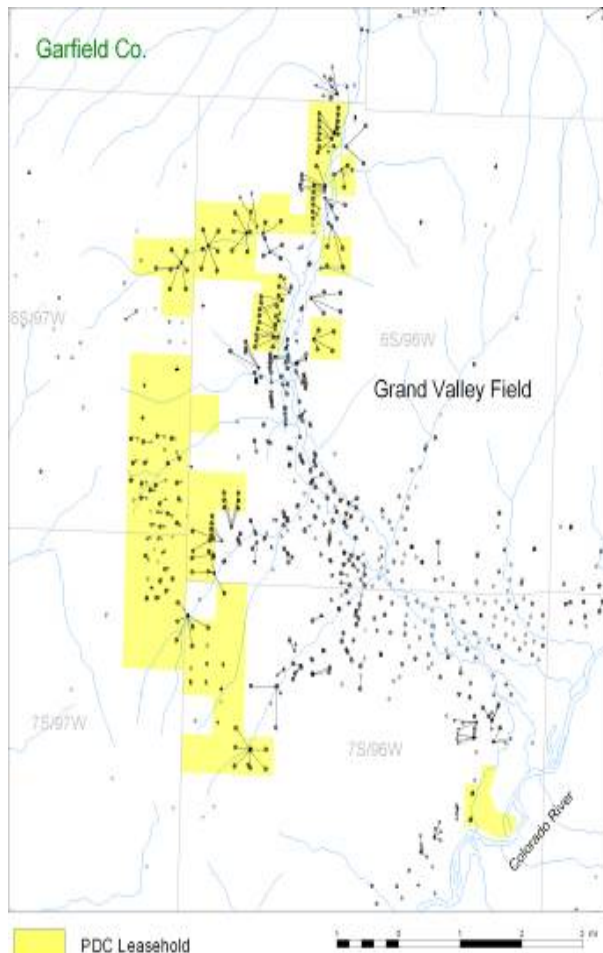 Garfield Co.
6S/97W
6S/96W
Grand Valley Field
7S/97W
7S/96W
Colorado River
PDC Leasehold